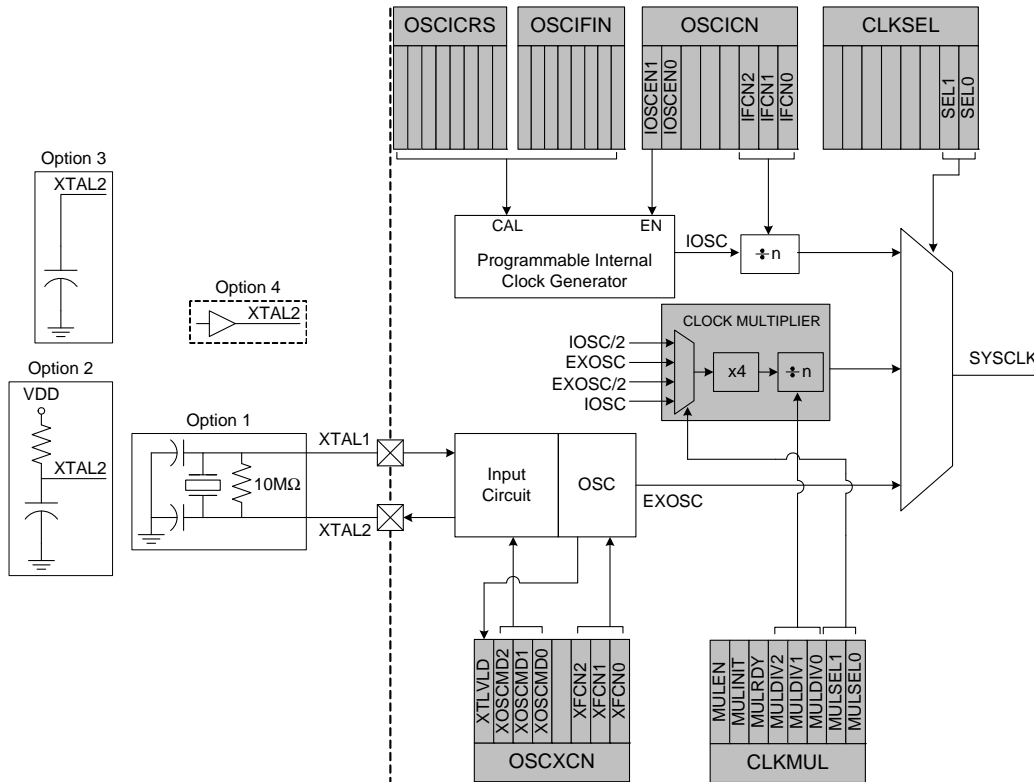 OSCICRS
OSCIFIN
OSCICN
CLKSEL
IOSCEN1
IOSCEN0
IFCN2
IFCN1
IFCN0
SEL1
SEL0
Option 3
XTAL2
Option 4
XTAL2
Option 2
VDD
XTAL2
Option 1
10MΩ
XTAL1
XTAL2
CAL
EN
Programmable Internal
Clock Generator
IOSC
÷n
CLOCK MULTIPLIER
IOSC/2
EXOSC
EXOSC/2
IOSC
x4
÷n
SYSCLK
Input
Circuit
OSC
EXOSC
XTLVLD
XOSCMD2
XOSCMD1
XOSCMD0
XFCN2
XFCN1
XFCN0
OSCXCN
MULEN
MULINIT
MULRDY
MULDIV2
MULDIV1
MULDIV0
MULSEL1
MULSEL0
CLKMUL